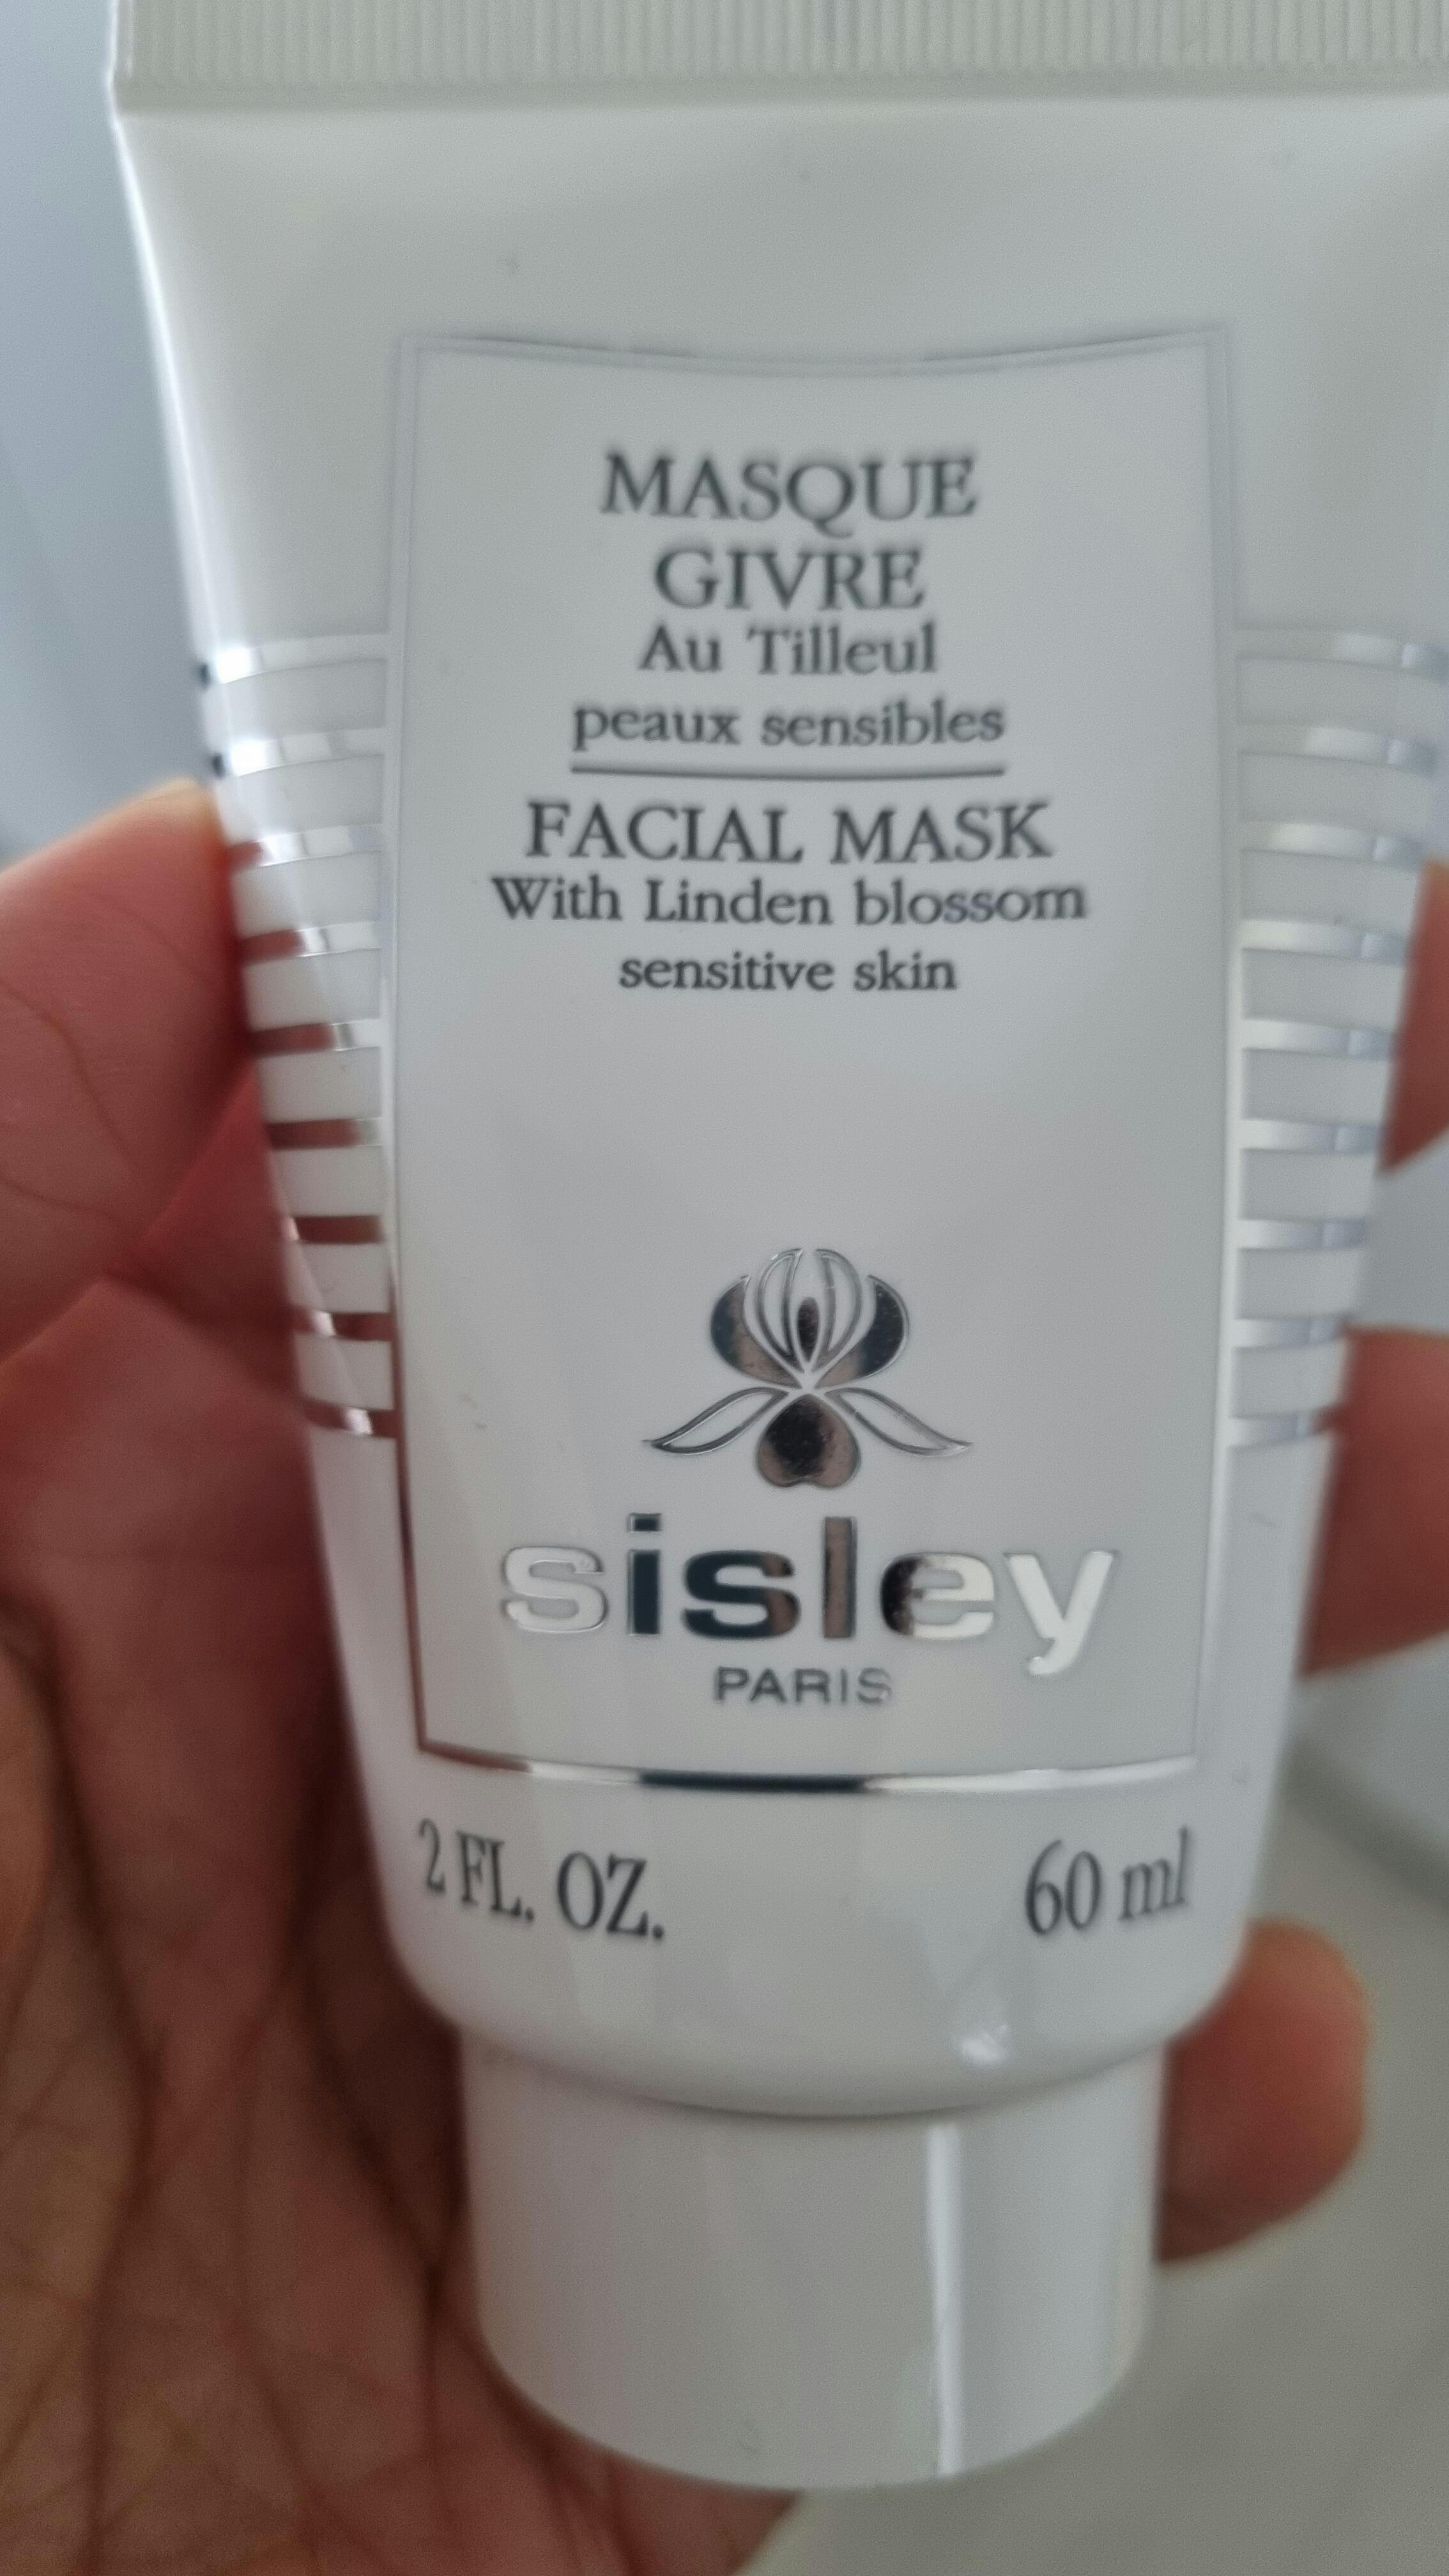 MASQUE
GIVRE
Au Tilleul
peaux sensibles
FACIAL MASK
With Linden blossom
sensitive skin
sisley
PARIS
2 FL. OZ. 60 ml